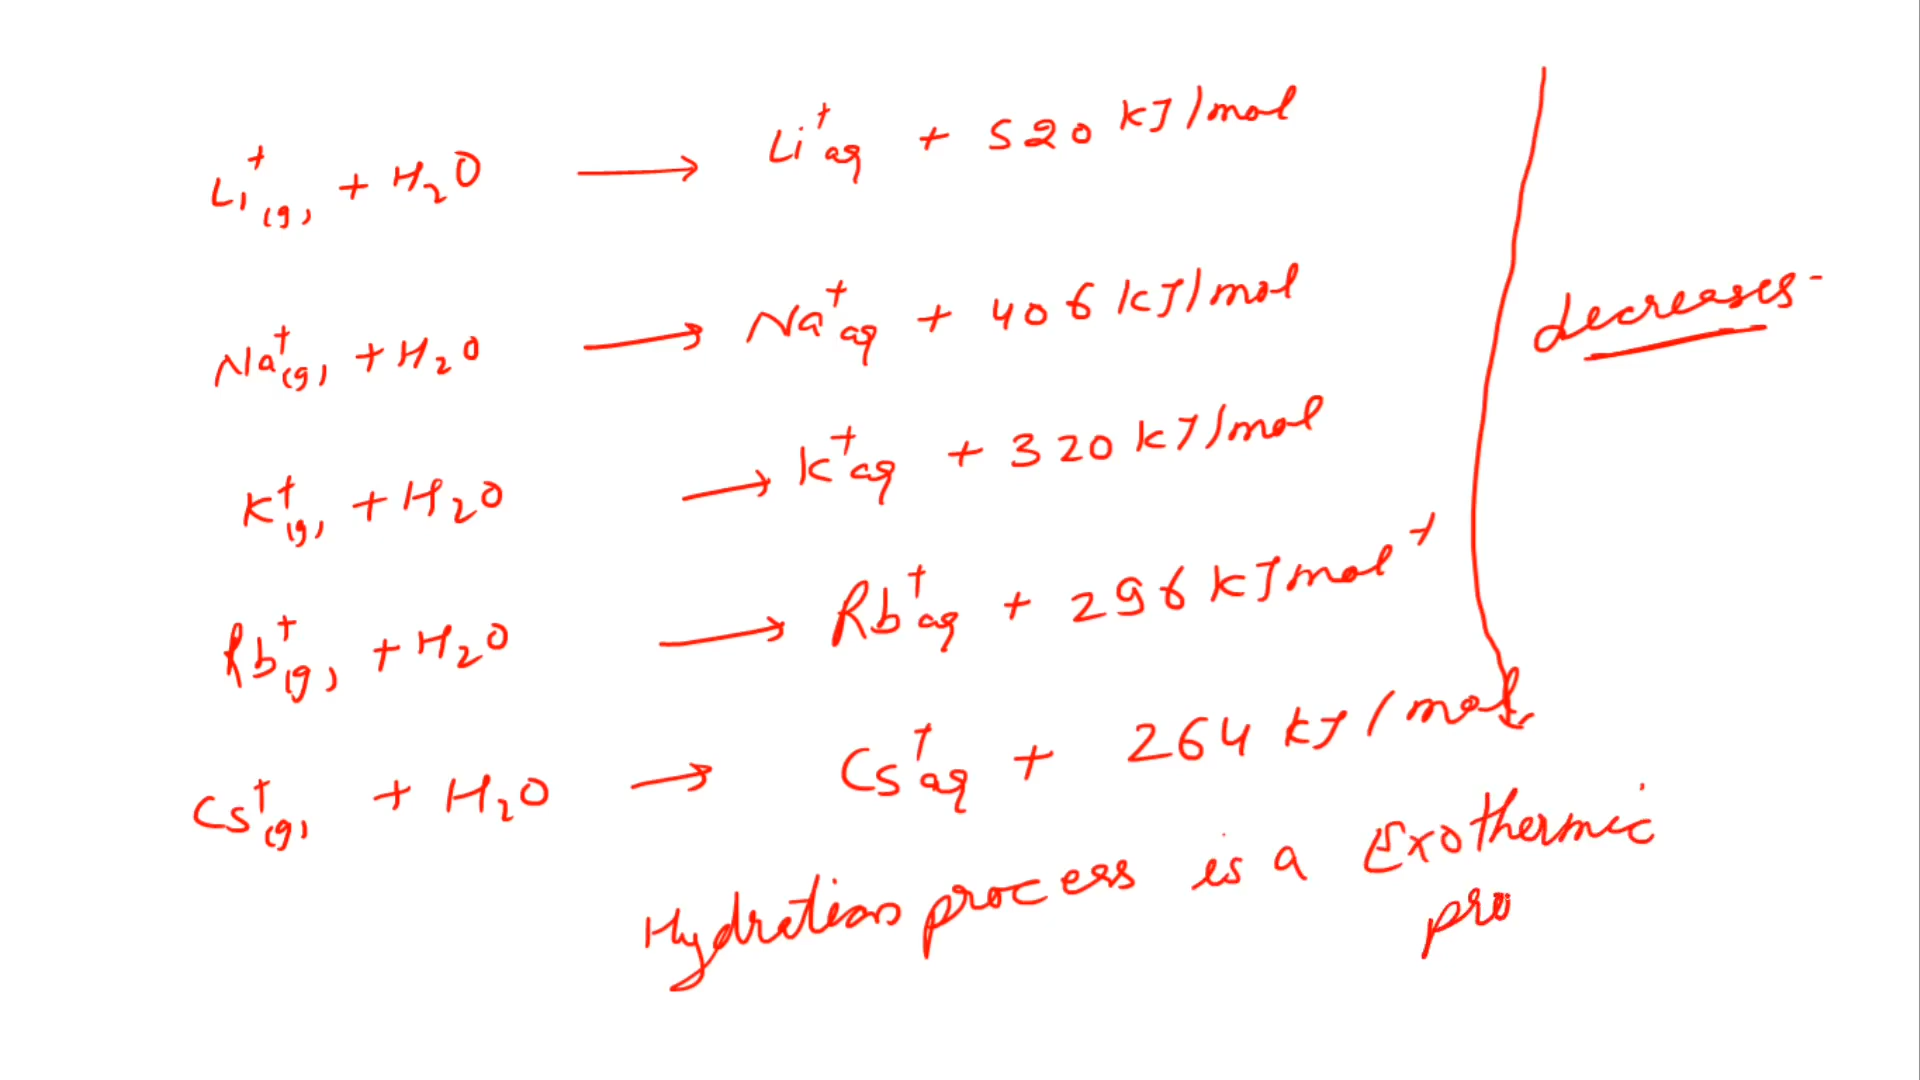 Li⁺(g) + H₂O ⟶ Li⁺aq + 520 kJ/mol
Na⁺(g) + H₂O ⟶ Na⁺aq + 406 kJ/mol
decreases-
K⁺(g) + H₂O ⟶ K⁺aq + 320 kJ/mol
Rb⁺(g) + H₂O ⟶ Rb⁺aq + 296 kJ mol⁺
Cs⁺(g) + H₂O ⟶ Cs⁺aq + 264 kJ/mol
Hydration process is a Exothermic
pro